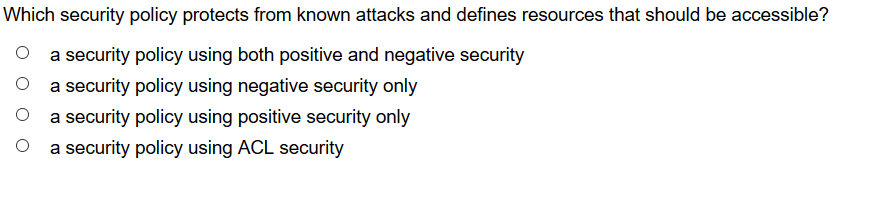 Which security policy protects from known attacks and defines resources that should be accessible?
a security policy using both positive and negative security
a security policy using negative security only
a security policy using positive security only
a security policy using ACL security